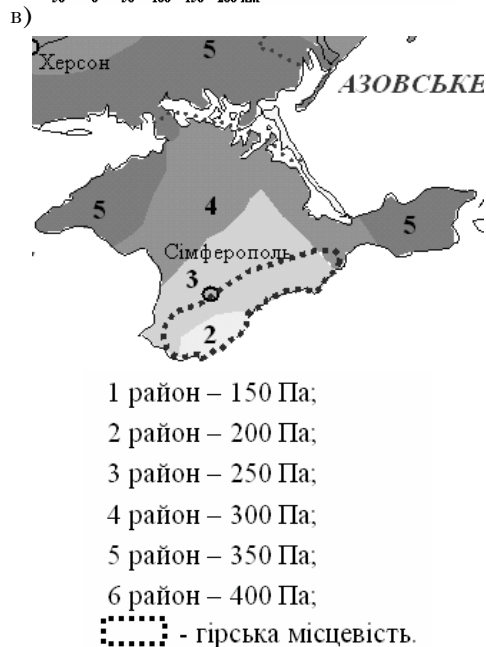 в)
Херсон
5
АЗОВСЬКЕ
5
4
5
Сімферополь
3
2
1 район – 150 Па;
2 район – 200 Па;
3 район – 250 Па;
4 район – 300 Па;
5 район – 350 Па;
6 район – 400 Па;
- гірська місцевість.